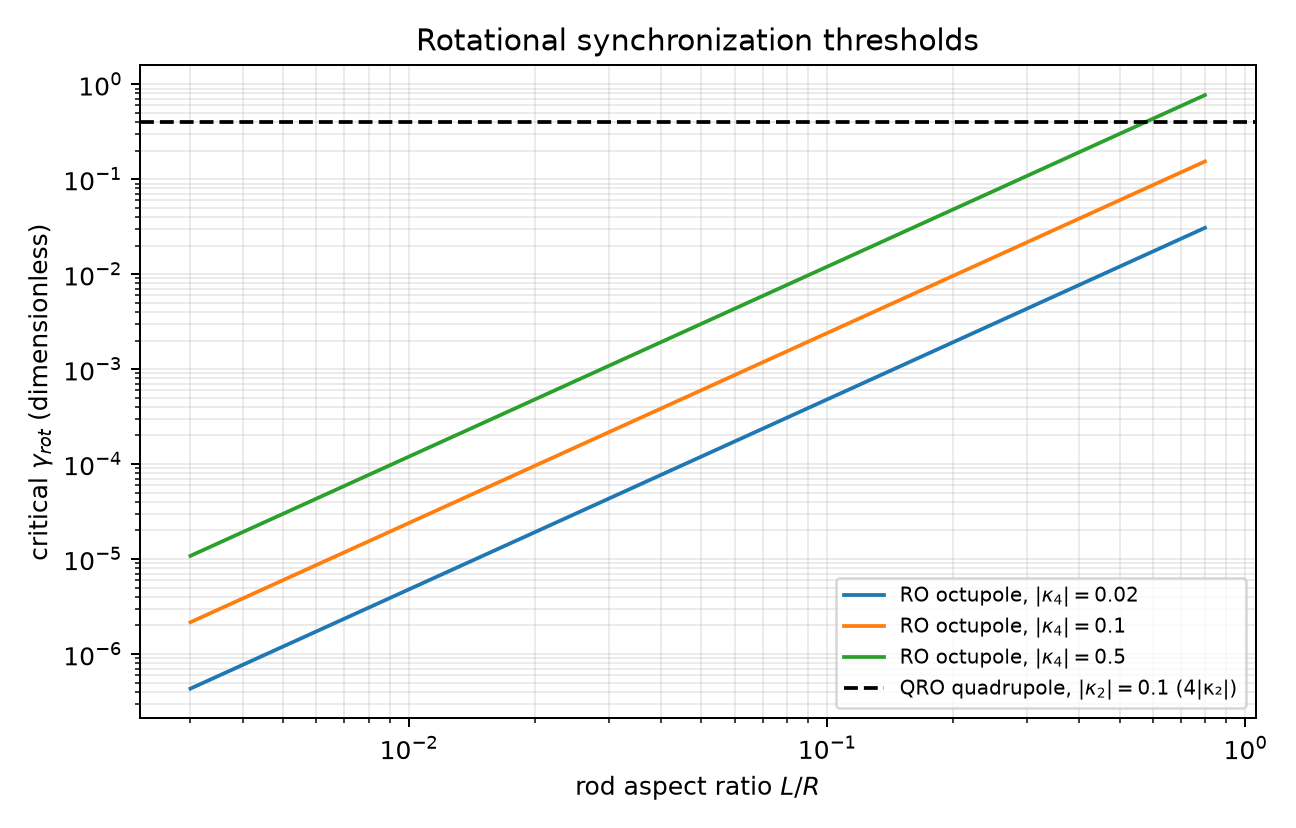 Rotational synchronization thresholds
critical γ_rot (dimensionless)
10⁰
10⁻¹
10⁻²
10⁻³
10⁻⁴
10⁻⁵
10⁻⁶
RO octupole, |κ₄| = 0.02
RO octupole, |κ₄| = 0.1
RO octupole, |κ₄| = 0.5
QRO quadrupole, |κ₂| = 0.1 (4|κ₂|)
10⁻² 10⁻¹ 10⁰
rod aspect ratio L/R